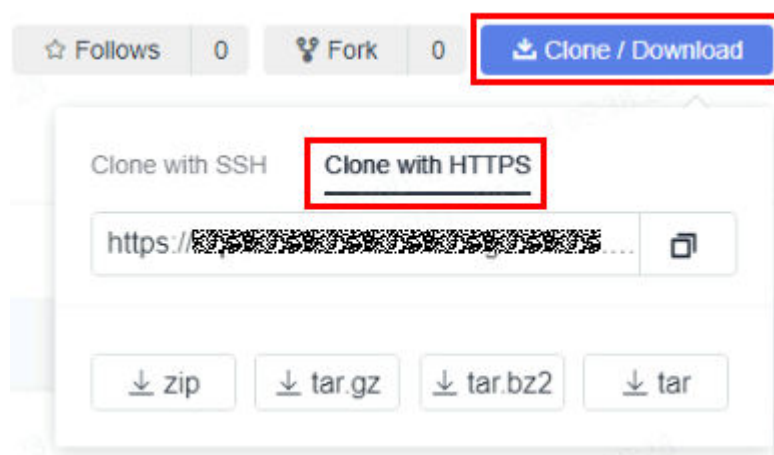 Follows 0 Fork 0 Clone / Download
Clone with SSH Clone with HTTPS
https://
zip tar.gz tar.bz2 tar